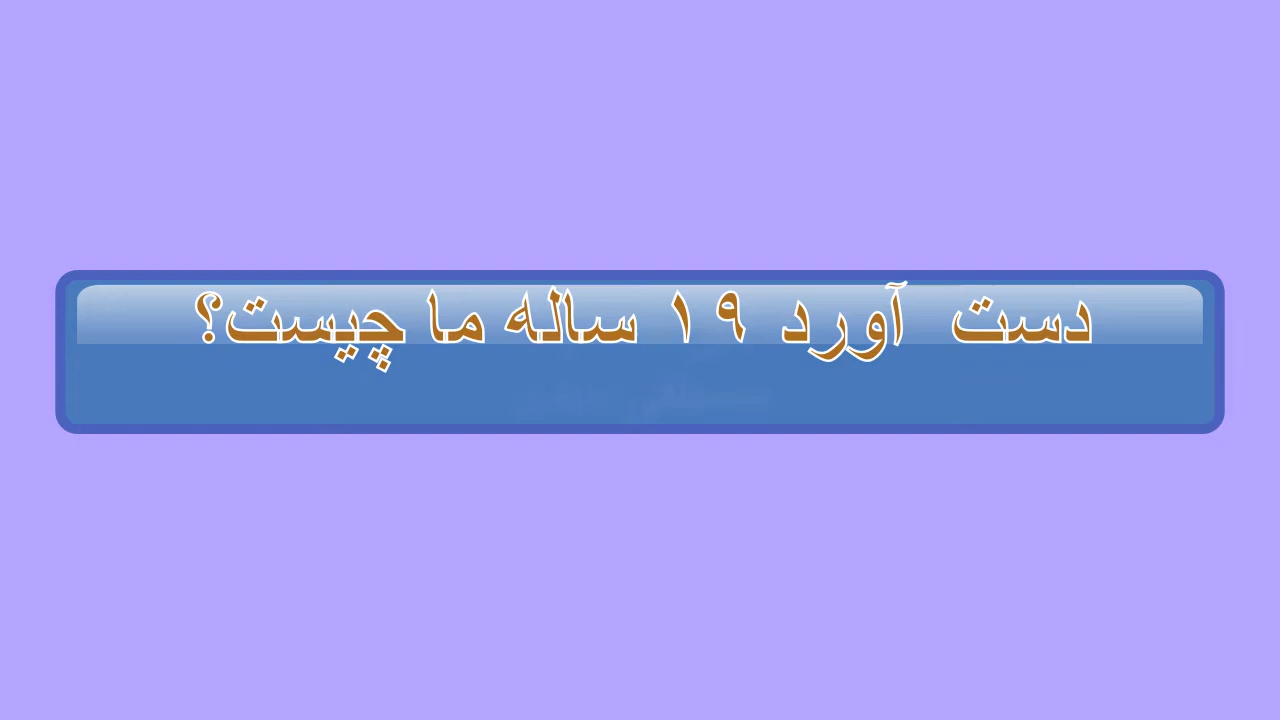 دست آورد ۱۹ ساله ما چیست؟